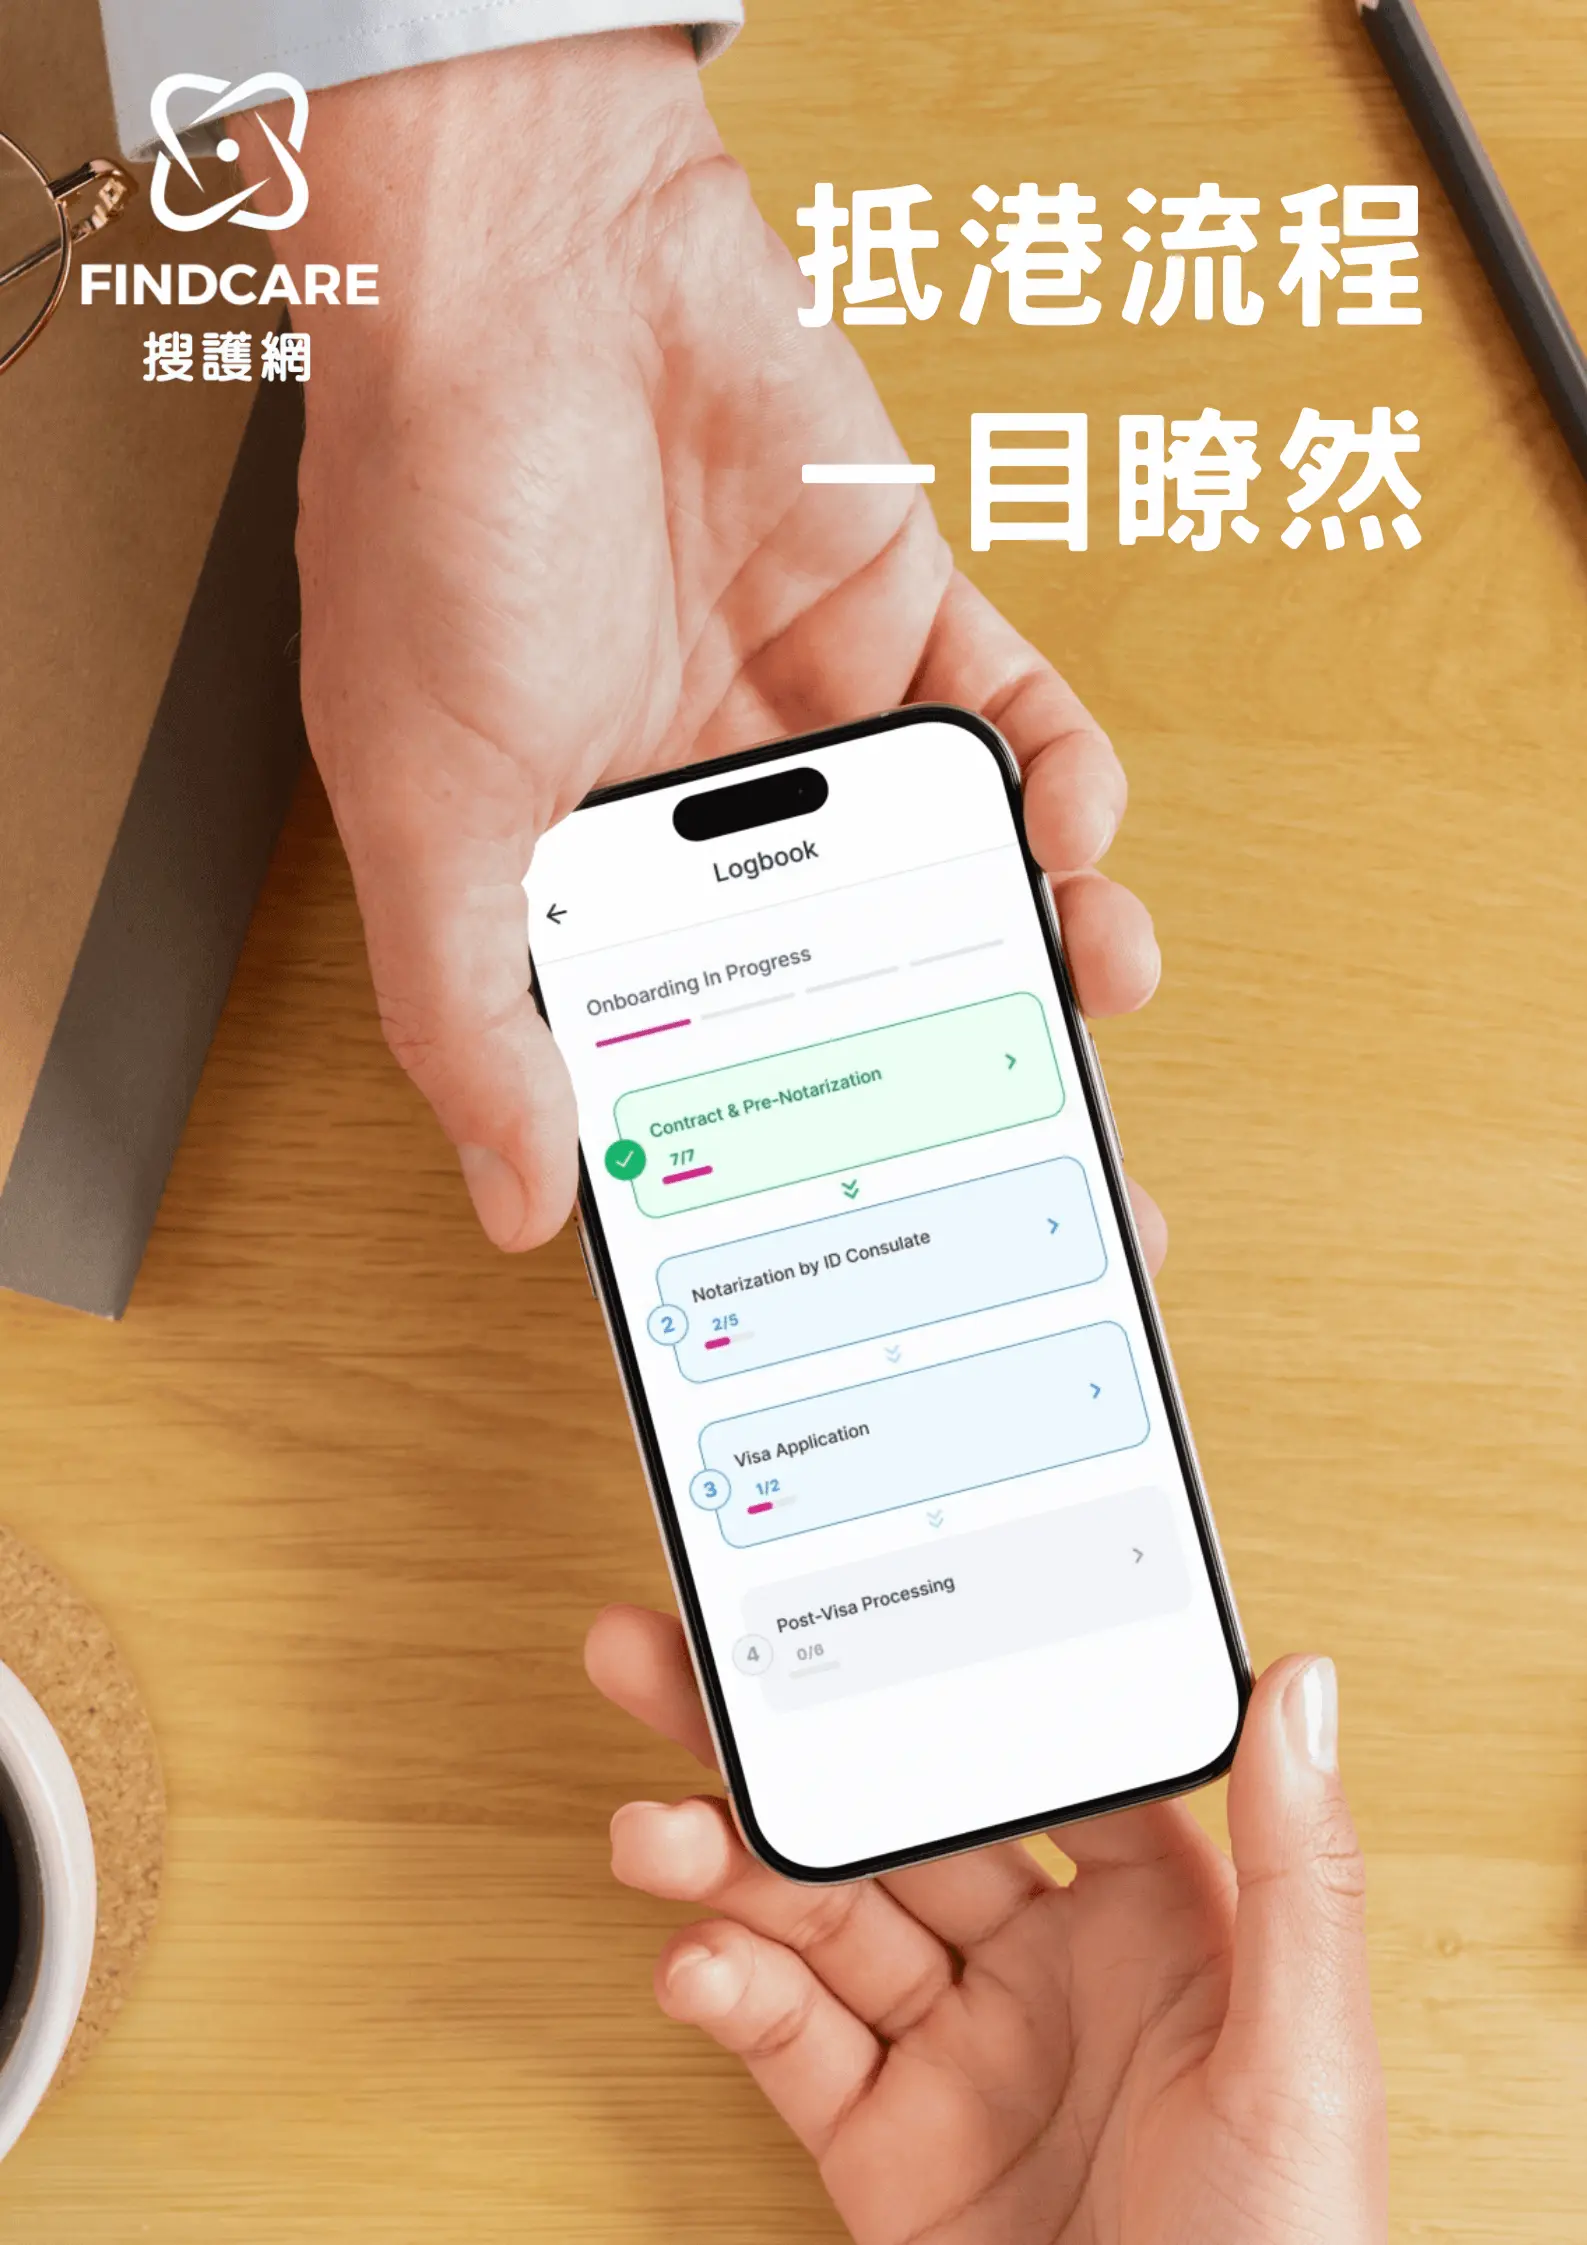 FINDCARE
搜護網
抵港流程
一目瞭然
Logbook
Onboarding In Progress
Contract & Pre-Notarization
7/7
2
Notarization by ID Consulate
2/5
3
Visa Application
1/2
4
Post-Visa Processing
0/6